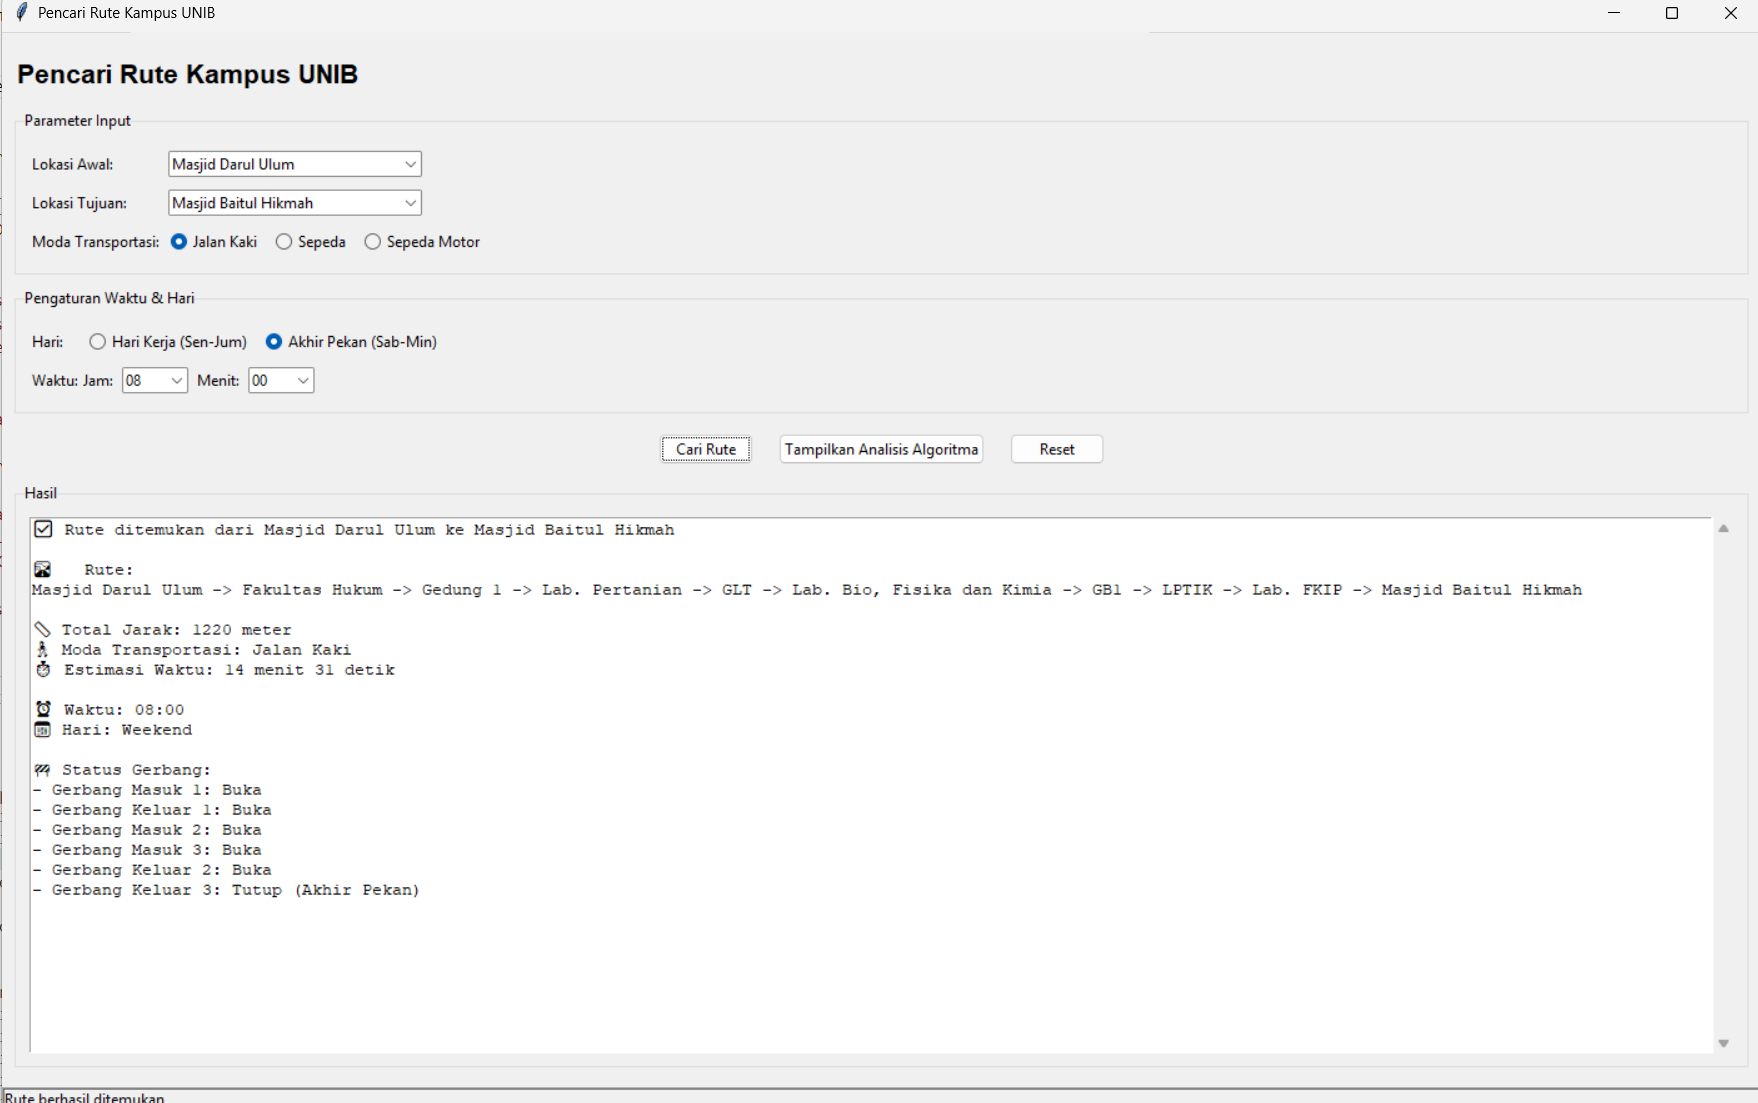 Pencari Rute Kampus UNIB
Pencari Rute Kampus UNIB
Parameter Input
Lokasi Awal: Masjid Darul Ulum
Lokasi Tujuan: Masjid Baitul Hikmah
Moda Transportasi: Jalan Kaki Sepeda Sepeda Motor
Pengaturan Waktu & Hari
Hari: Hari Kerja (Sen-Jum) Akhir Pekan (Sab-Min)
Waktu: Jam: 08 Menit: 00
Cari Rute Tampilkan Analisis Algoritma Reset
Hasil
Rute ditemukan dari Masjid Darul Ulum ke Masjid Baitul Hikmah
Rute:
Masjid Darul Ulum -> Fakultas Hukum -> Gedung 1 -> Lab. Pertanian -> GLT -> Lab. Bio, Fisika dan Kimia -> GB1 -> LPTIK -> Lab. FKIP -> Masjid Baitul Hikmah
Total Jarak: 1220 meter
Moda Transportasi: Jalan Kaki
Estimasi Waktu: 14 menit 31 detik
Waktu: 08:00
Hari: Weekend
Status Gerbang:
- Gerbang Masuk 1: Buka
- Gerbang Keluar 1: Buka
- Gerbang Masuk 2: Buka
- Gerbang Masuk 3: Buka
- Gerbang Keluar 2: Buka
- Gerbang Keluar 3: Tutup (Akhir Pekan)
Rute berhasil ditemukan